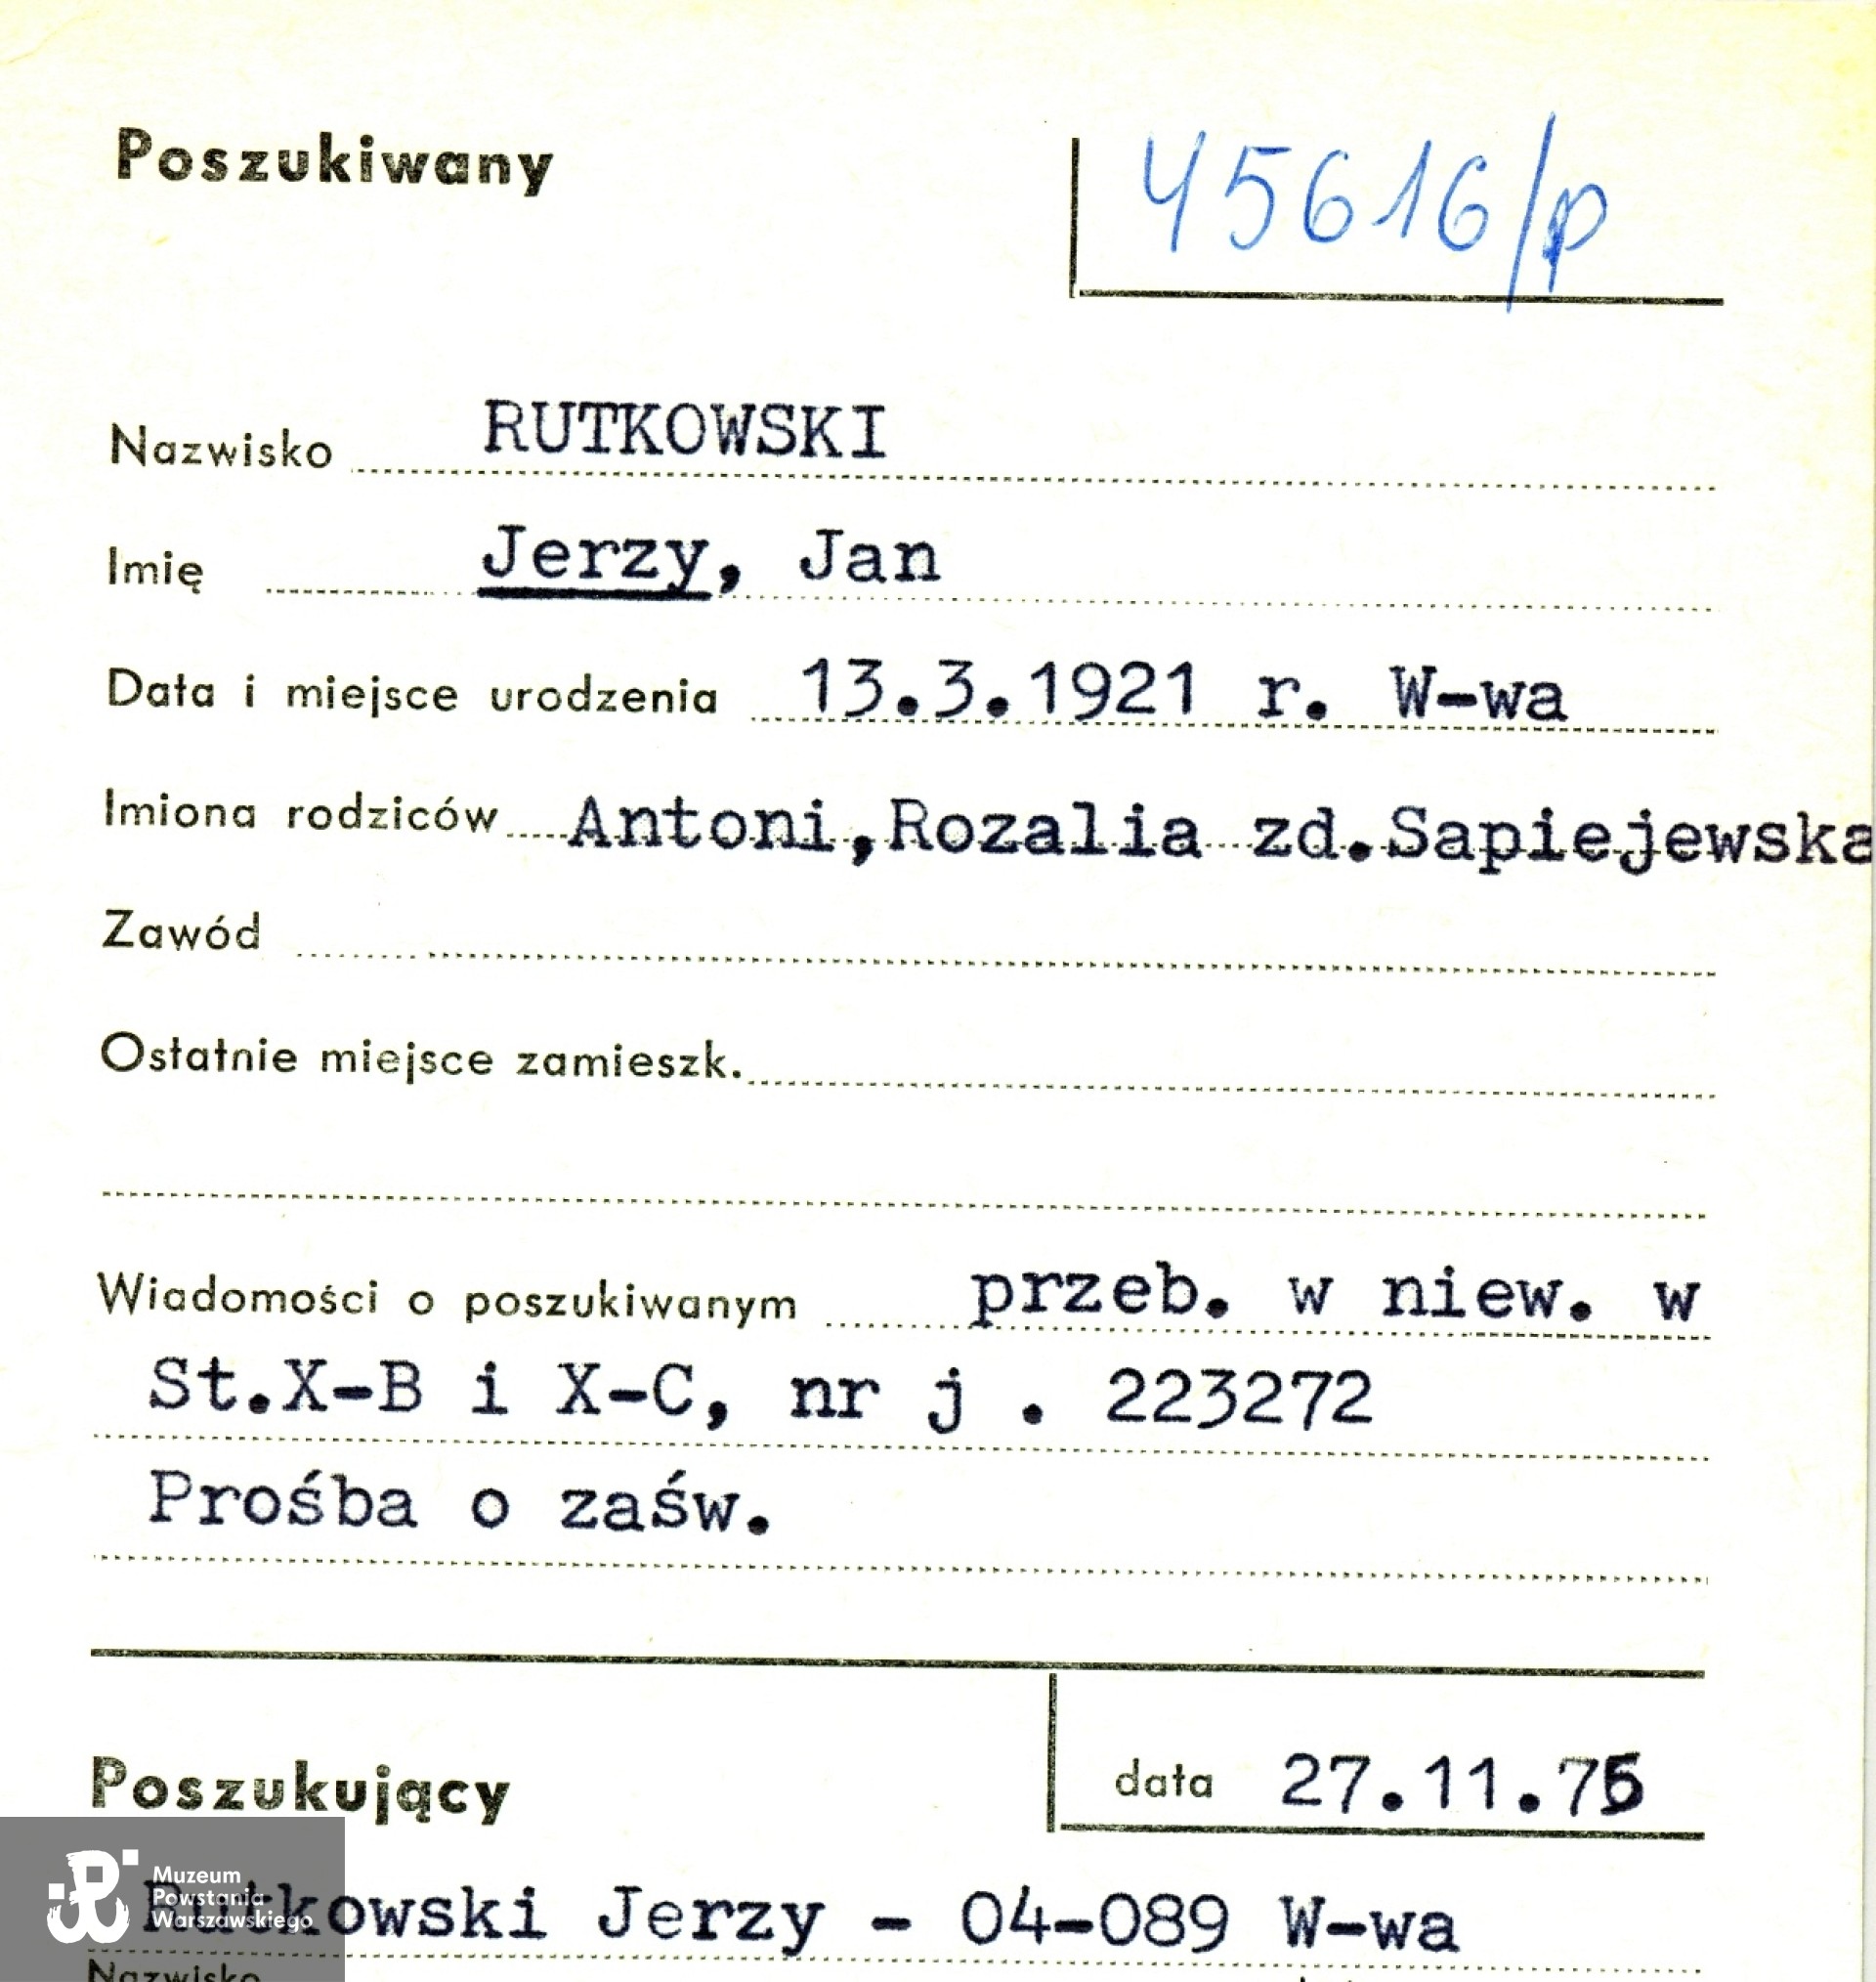 Poszukiwany
45616/p
Nazwisko RUTKOWSKI
Imię Jerzy, Jan
Data i miejsce urodzenia 13.3.1921 r. W-wa
Imiona rodziców Antoni,Rozalia zd.Sapiejewska
Zawód
Ostatnie miejsce zamieszk.
Wiadomości o poszukiwanym przeb. w niew. w
St.X-B i X-C, nr j . 223272
Prośba o zaśw.
Poszukujący
data 27.11.75
Muzeum
Powstania
Warszawskiego
Rutkowski Jerzy - 04-089 W-wa
Nazwisko